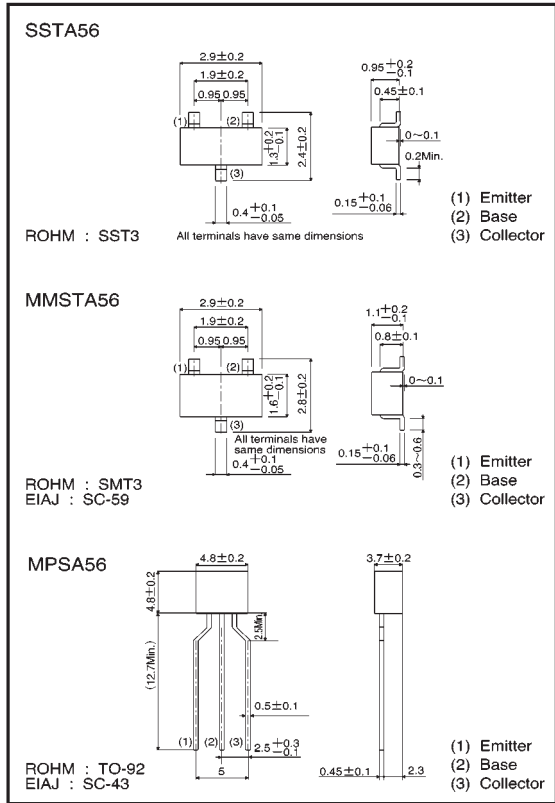 SSTA56
2.9±0.2
1.9±0.2
0.95 0.95
(1) (2)
(3)
1.3+0.2−0.1
2.4±0.2
0.4+0.1−0.05
All terminals have same dimensions
0.95+0.2−0.1
0.45±0.1
0~0.1
0.2Min.
0.15+0.1−0.06
ROHM : SST3
(1) Emitter
(2) Base
(3) Collector
MMSTA56
2.9±0.2
1.9±0.2
0.95 0.95
(1) (2)
(3)
1.6+0.2−0.1
2.8±0.2
All terminals have
same dimensions
0.4+0.1−0.05
1.1+0.2−0.1
0.8±0.1
0~0.1
0.15+0.1−0.06
0.3~0.6
ROHM : SMT3
EIAJ : SC-59
(1) Emitter
(2) Base
(3) Collector
MPSA56
4.8±0.2
4.8±0.2
(12.7Min.)
2.5Min.
0.5±0.1
(1) (2) (3)
2.5+0.3−0.1
5
3.7±0.2
0.45±0.1
2.3
ROHM : TO-92
EIAJ : SC-43
(1) Emitter
(2) Base
(3) Collector